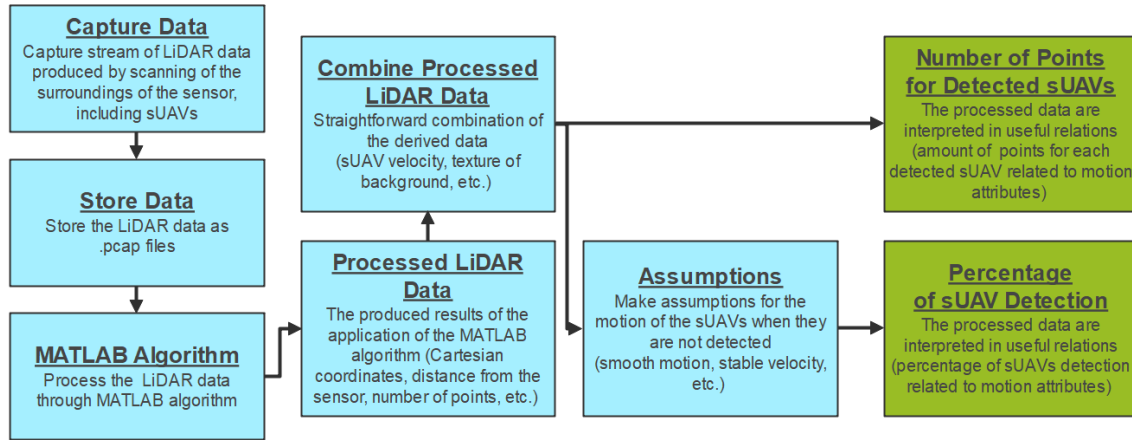 Capture Data
Capture stream of LiDAR data
produced by scanning of the
surroundings of the sensor,
including sUAVs
Store Data
Store the LiDAR data as
.pcap files
MATLAB Algorithm
Process the LiDAR data
through MATLAB algorithm
Processed LiDAR
Data
The produced results of the
application of the MATLAB
algorithm (Cartesian
coordinates, distance from the
sensor, number of points, etc.)
Combine Processed
LiDAR Data
Straightforward combination of
the derived data
(sUAV velocity, texture of
background, etc.)
Number of Points
for Detected sUAVs
The processed data are
interpreted in useful relations
(amount of points for each
detected sUAV related to motion
attributes)
Assumptions
Make assumptions for the
motion of the sUAVs when they
are not detected
(smooth motion, stable velocity,
etc.)
Percentage
of sUAV Detection
The processed data are
interpreted in useful relations
(percentage of sUAVs detection
related to motion attributes)